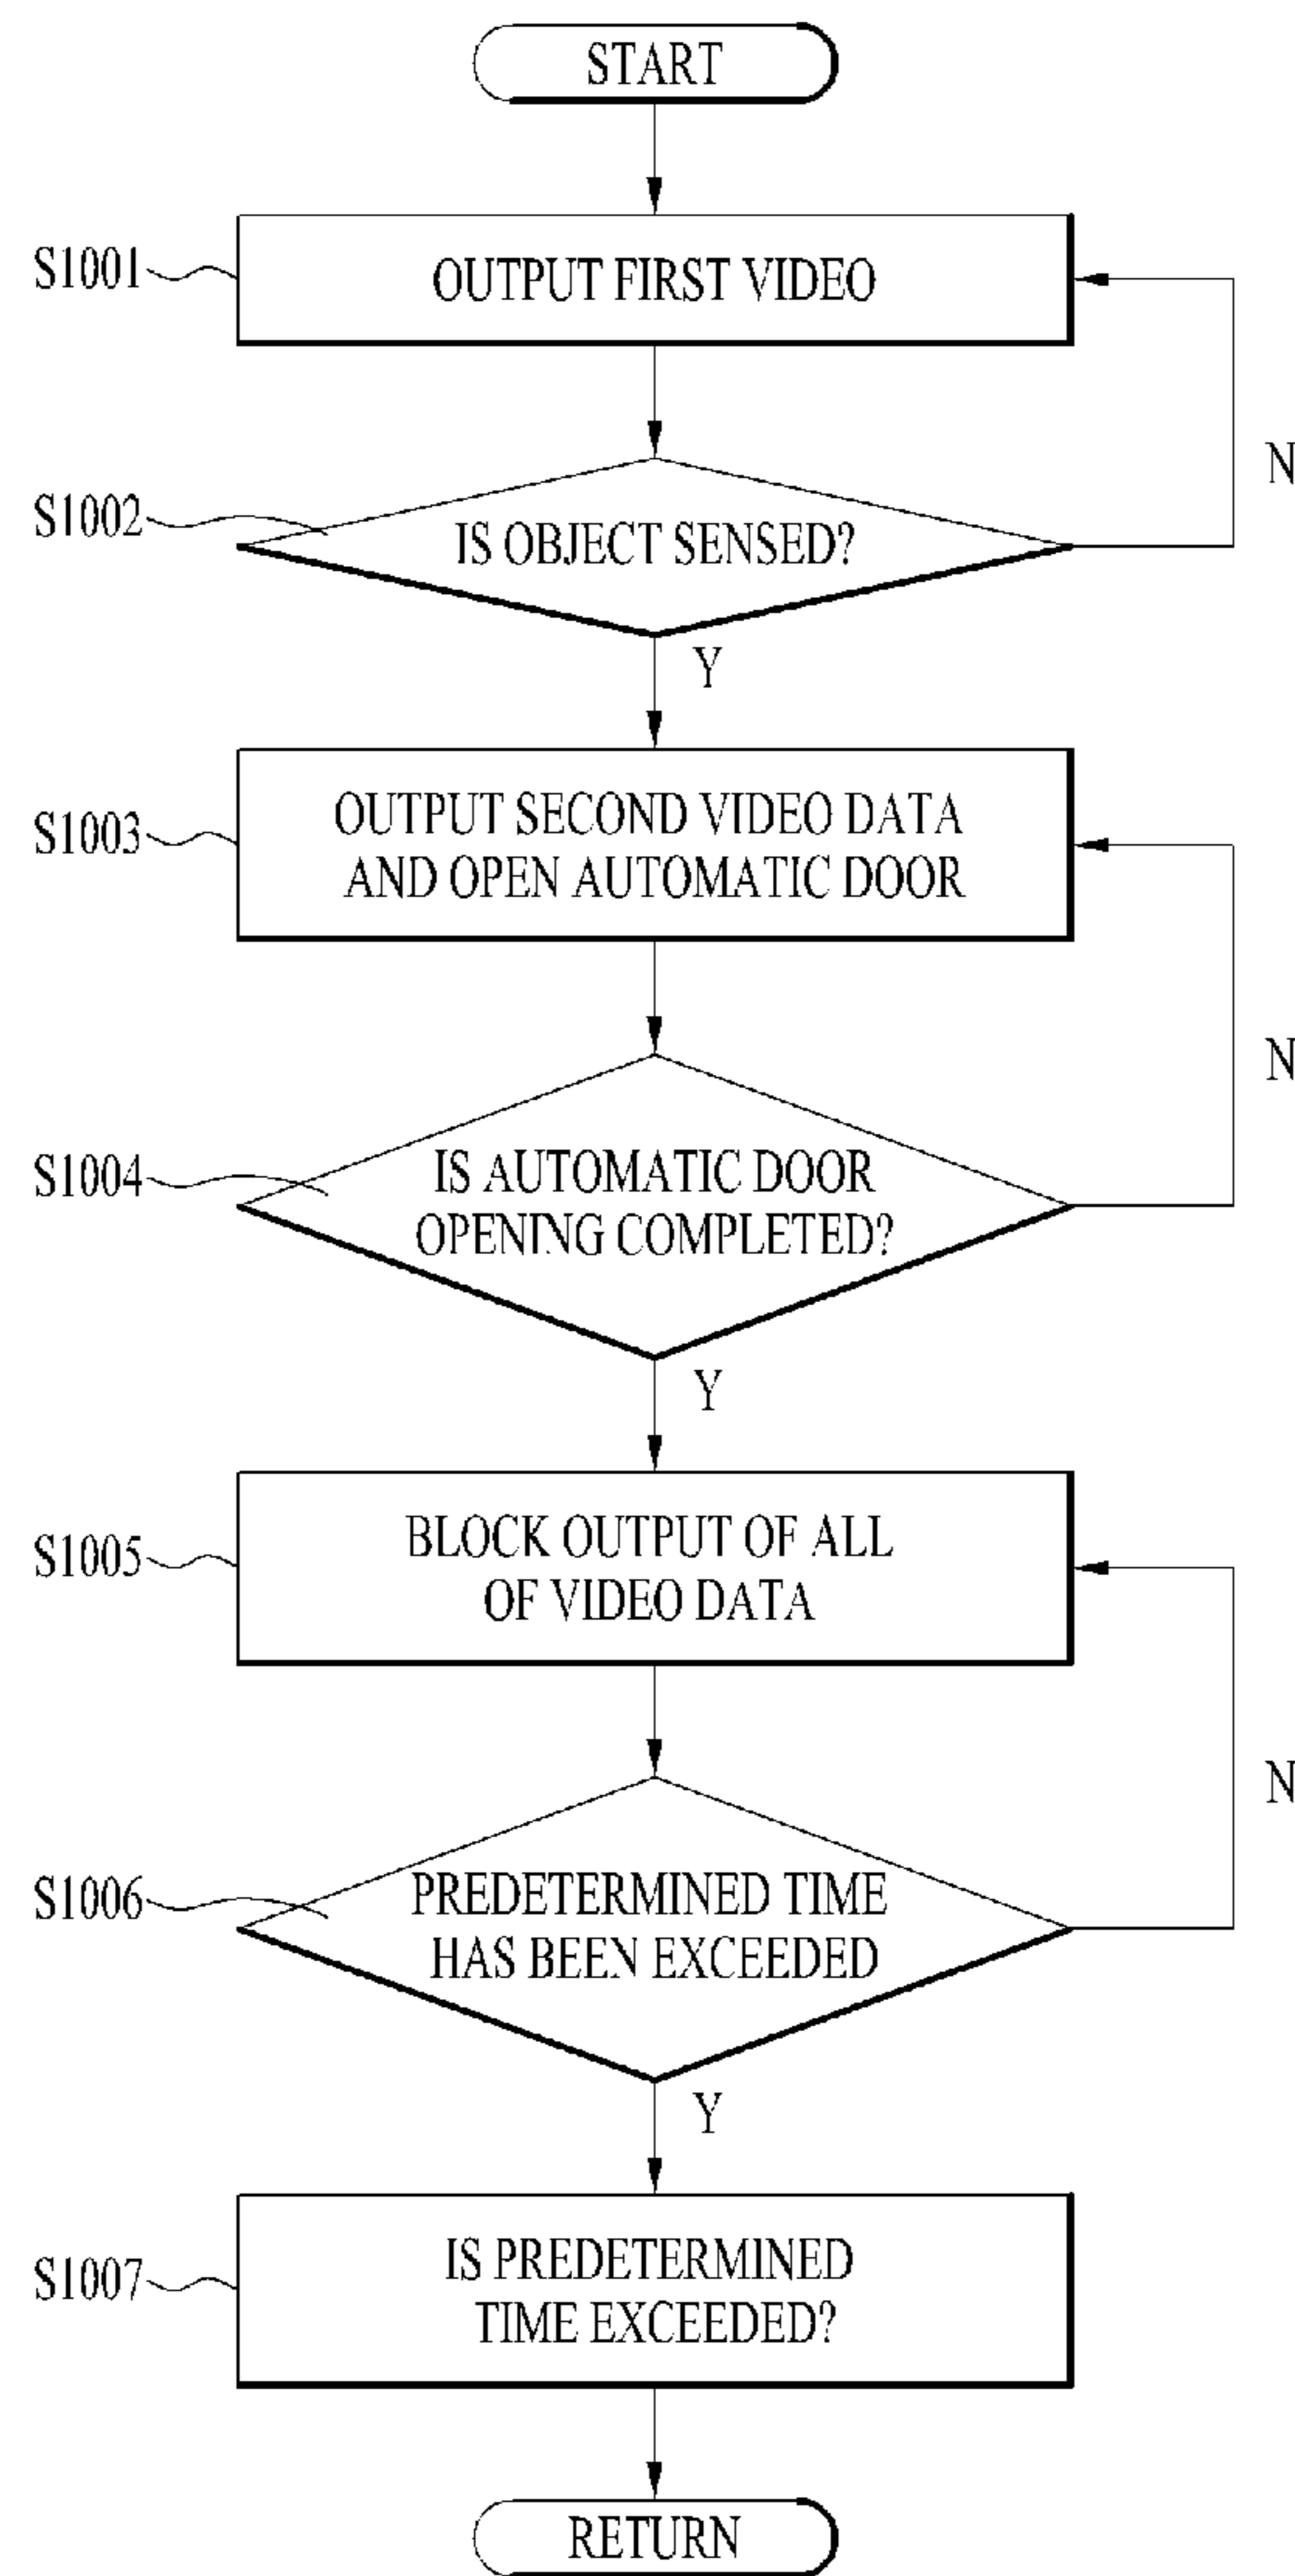 START
S1001
OUTPUT FIRST VIDEO
N
S1002
IS OBJECT SENSED?
Y
S1003
OUTPUT SECOND VIDEO DATA
AND OPEN AUTOMATIC DOOR
N
S1004
IS AUTOMATIC DOOR
OPENING COMPLETED?
Y
S1005
BLOCK OUTPUT OF ALL
OF VIDEO DATA
N
S1006
PREDETERMINED TIME
HAS BEEN EXCEEDED
Y
S1007
IS PREDETERMINED
TIME EXCEEDED?
RETURN